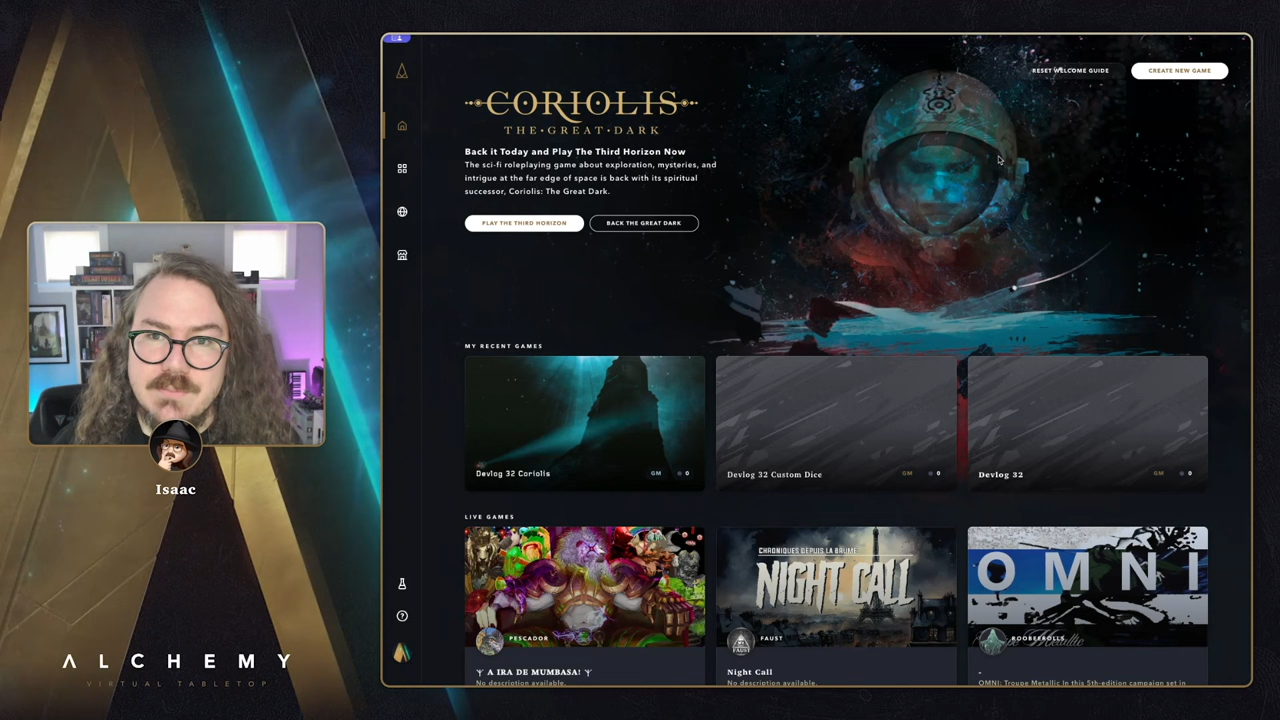 RESET WELCOME GUIDE
CREATE NEW GAME
CORIOLIS
THE•GREAT•DARK
Back it Today and Play The Third Horizon Now
The sci-fi roleplaying game about exploration, mysteries, and
intrigue at the far edge of space is back with its spiritual
successor, Coriolis: The Great Dark.
PLAY THE THIRD HORIZON
BACK THE GREAT DARK
MY RECENT GAMES
Devlog 32 Coriolis
GM
0
Devlog 32 Custom Dice
GM
0
Devlog 32
GM
0
Isaac
LIVE GAMES
CHRONIQUES DEPUIS LA BRUME
NIGHT CALL
OMNI
Troupe Metallic
PESCADOR
FAUST
ROOBEEROLLS
A IRA DE MUMBASA!
No description available.
Night Call
No description available.
-
OMNI: Troupe Metallic In this 5th-edition campaign set in
ALCHEMY
VIRTUAL TABLETOP